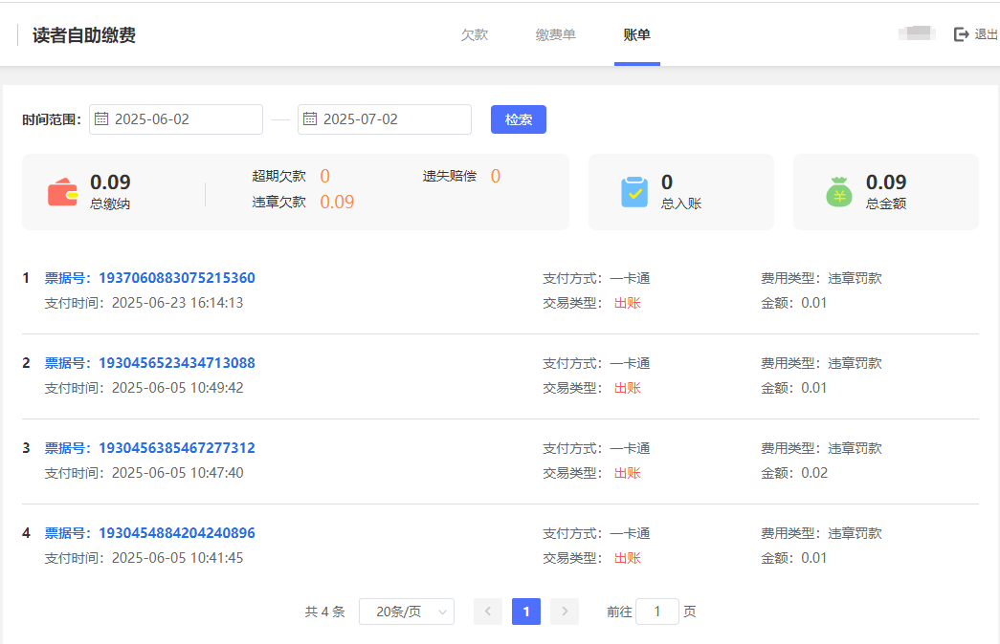 读者自助缴费 欠款 缴费单 账单 退出
时间范围： 2025-06-02 — 2025-07-02 检索
0.09
总缴纳
超期欠款 0 遗失赔偿 0
违章欠款 0.09
0
总入账
0.09
总金额
1 票据号：1937060883075215360 支付方式：一卡通 费用类型：违章罚款
支付时间：2025-06-23 16:14:13 交易类型： 出账 金额：0.01
2 票据号：1930456523434713088 支付方式：一卡通 费用类型：违章罚款
支付时间：2025-06-05 10:49:42 交易类型： 出账 金额：0.01
3 票据号：1930456385467277312 支付方式：一卡通 费用类型：违章罚款
支付时间：2025-06-05 10:47:40 交易类型： 出账 金额：0.02
4 票据号：1930454884204240896 支付方式：一卡通 费用类型：违章罚款
支付时间：2025-06-05 10:41:45 交易类型： 出账 金额：0.01
共 4 条 20条/页 < 1 > 前往 1 页